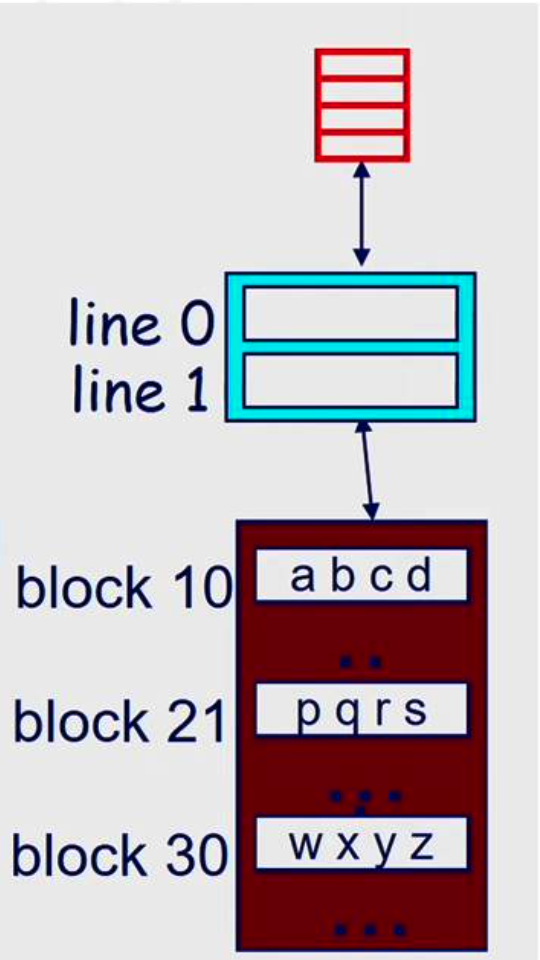 line 0
line 1
block 10 a b c d
. .
block 21 p q r s
. . .
block 30 w x y z
. . .